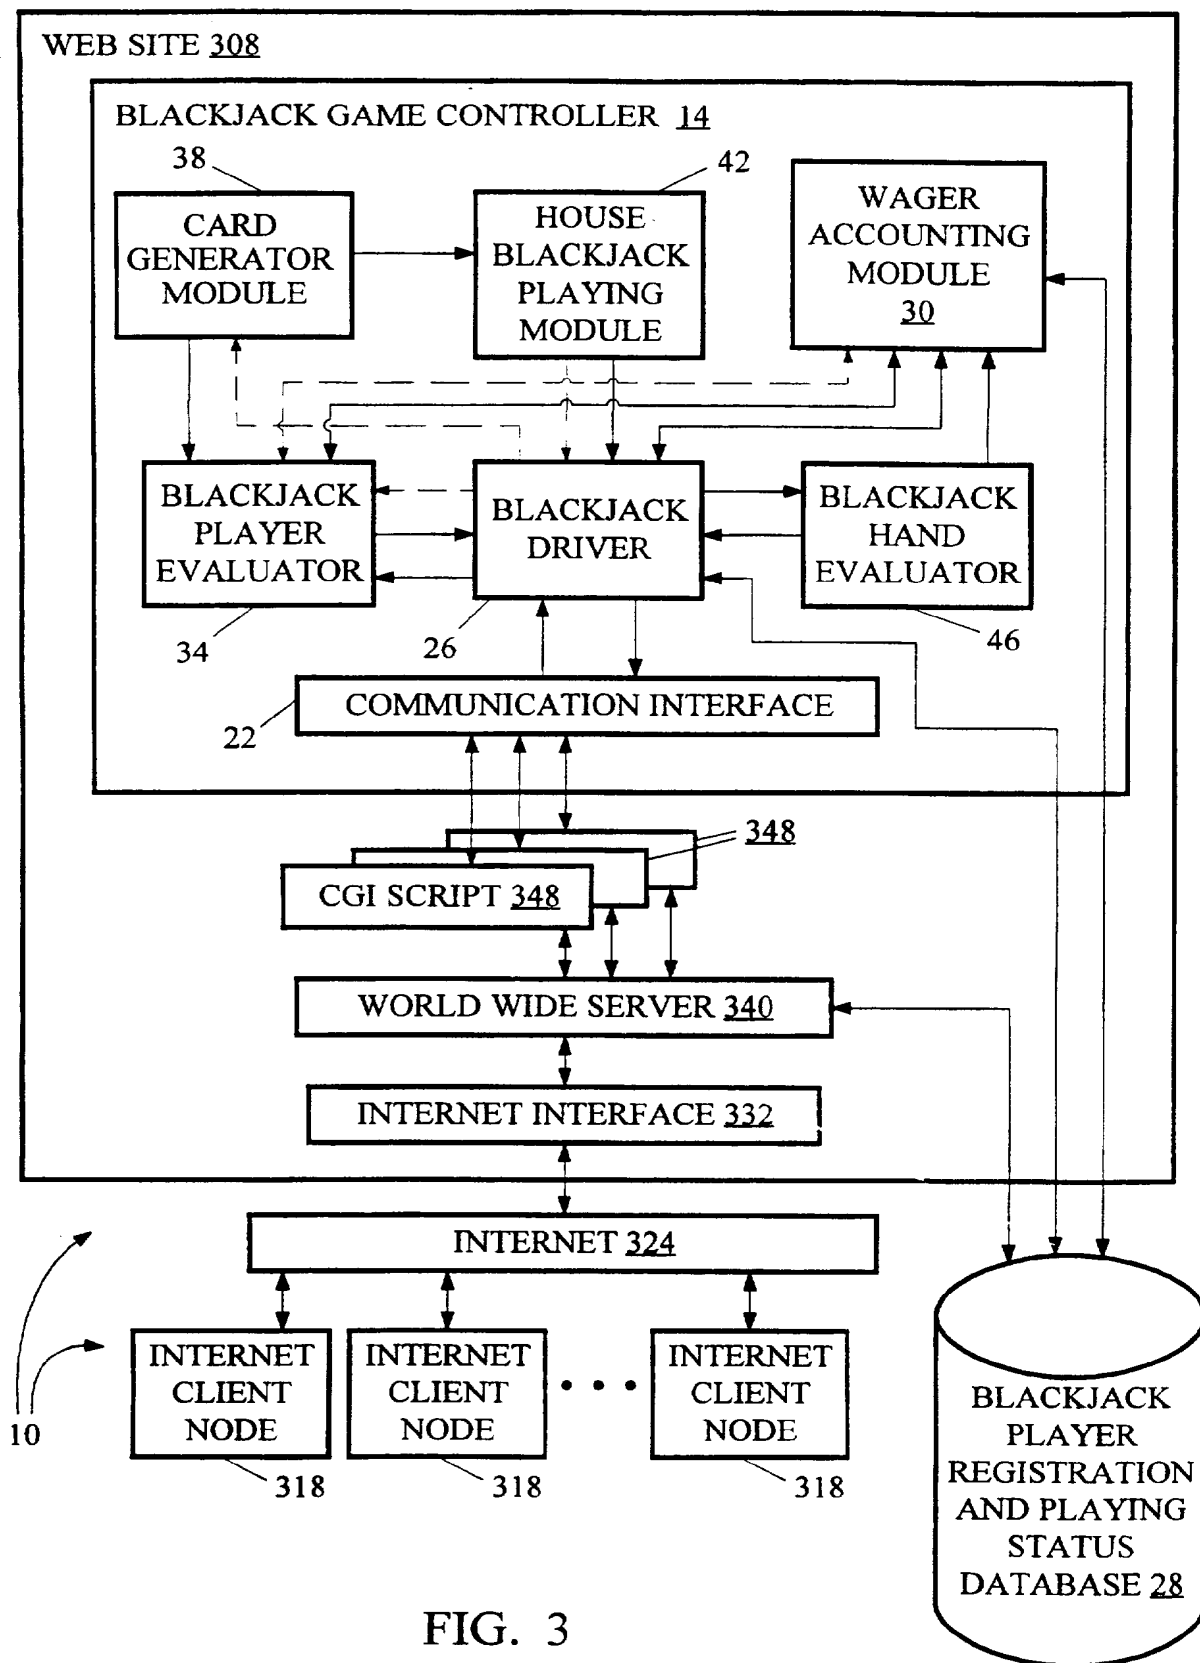 WEB SITE 308
BLACKJACK GAME CONTROLLER 14
38
42
CARD
GENERATOR
MODULE
HOUSE
BLACKJACK
PLAYING
MODULE
WAGER
ACCOUNTING
MODULE
30
BLACKJACK
PLAYER
EVALUATOR
BLACKJACK
DRIVER
BLACKJACK
HAND
EVALUATOR
34
26
46
COMMUNICATION INTERFACE
22
348
CGI SCRIPT 348
WORLD WIDE SERVER 340
INTERNET INTERFACE 332
INTERNET 324
INTERNET
CLIENT
NODE
INTERNET
CLIENT
NODE
INTERNET
CLIENT
NODE
10
318
318
318
BLACKJACK
PLAYER
REGISTRATION
AND PLAYING
STATUS
DATABASE 28
FIG. 3